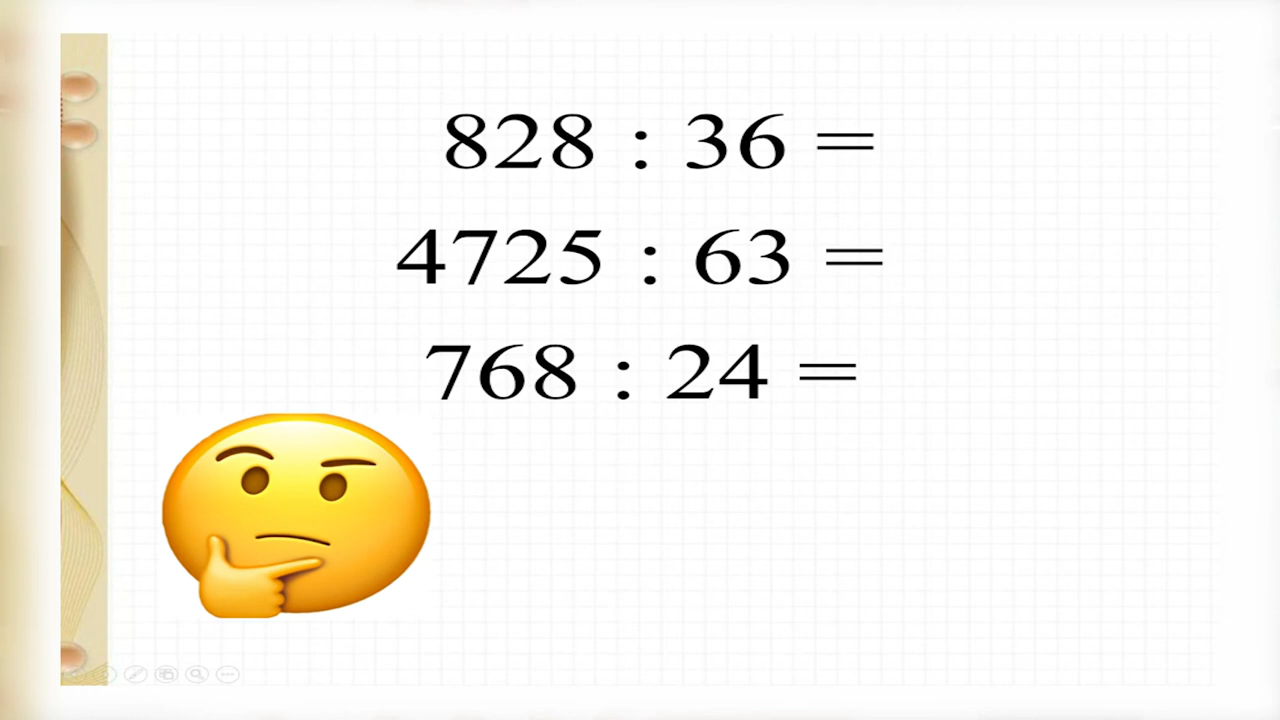 828 : 36 =
4725 : 63 =
768 : 24 =